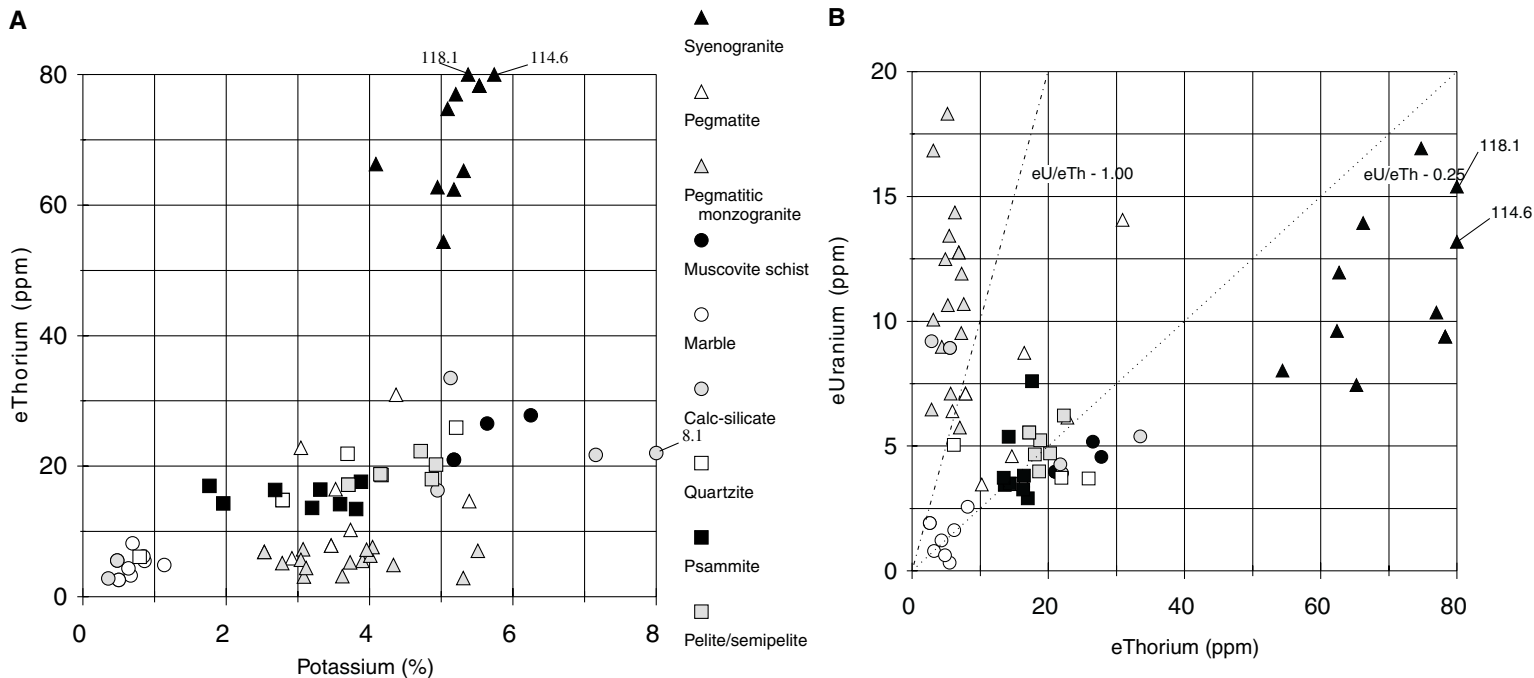 A
118.1
114.6
80
60
40
20
0
eThorium (ppm)
8.1
0
2
4
6
8
Potassium (%)
Syenogranite
Pegmatite
Pegmatitic
monzogranite
Muscovite schist
Marble
Calc-silicate
Quartzite
Psammite
Pelite/semipelite
B
20
15
10
5
0
eUranium (ppm)
eU/eTh - 1.00
eU/eTh - 0.25
118.1
114.6
0
20
40
60
80
eThorium (ppm)